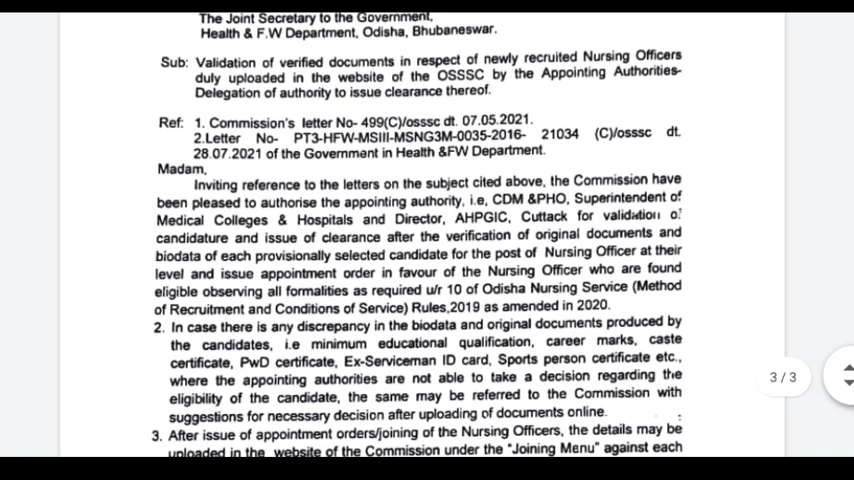 The Joint Secretary to the Government,
Health & F.W Department, Odisha, Bhubaneswar.
Sub: Validation of verified documents in respect of newly recruited Nursing Officers
duly uploaded in the website of the OSSSC by the Appointing Authorities-
Delegation of authority to issue clearance thereof.
Ref: 1. Commission's letter No- 499(C)/osssc dt. 07.05.2021.
2.Letter No- PT3-HFW-MSIII-MSNG3M-0035-2016- 21034 (C)/osssc dt.
28.07.2021 of the Government in Health &FW Department.
Madam,
Inviting reference to the letters on the subject cited above, the Commission have
been pleased to authorise the appointing authority, i.e, CDM &PHO, Superintendent of
Medical Colleges & Hospitals and Director, AHPGIC, Cuttack for validation of
candidature and issue of clearance after the verification of original documents and
biodata of each provisionally selected candidate for the post of Nursing Officer at their
level and issue appointment order in favour of the Nursing Officer who are found
eligible observing all formalities as required u/r 10 of Odisha Nursing Service (Method
of Recruitment and Conditions of Service) Rules,2019 as amended in 2020.
2. In case there is any discrepancy in the biodata and original documents produced by
the candidates, i.e minimum educational qualification, career marks, caste
certificate, PwD certificate, Ex-Serviceman ID card, Sports person certificate etc.,
where the appointing authorities are not able to take a decision regarding the
eligibility of the candidate, the same may be referred to the Commission with
suggestions for necessary decision after uploading of documents online.
3. After issue of appointment orders/joining of the Nursing Officers, the details may be
uploaded in the website of the Commission under the "Joining Menu" against each
3 / 3